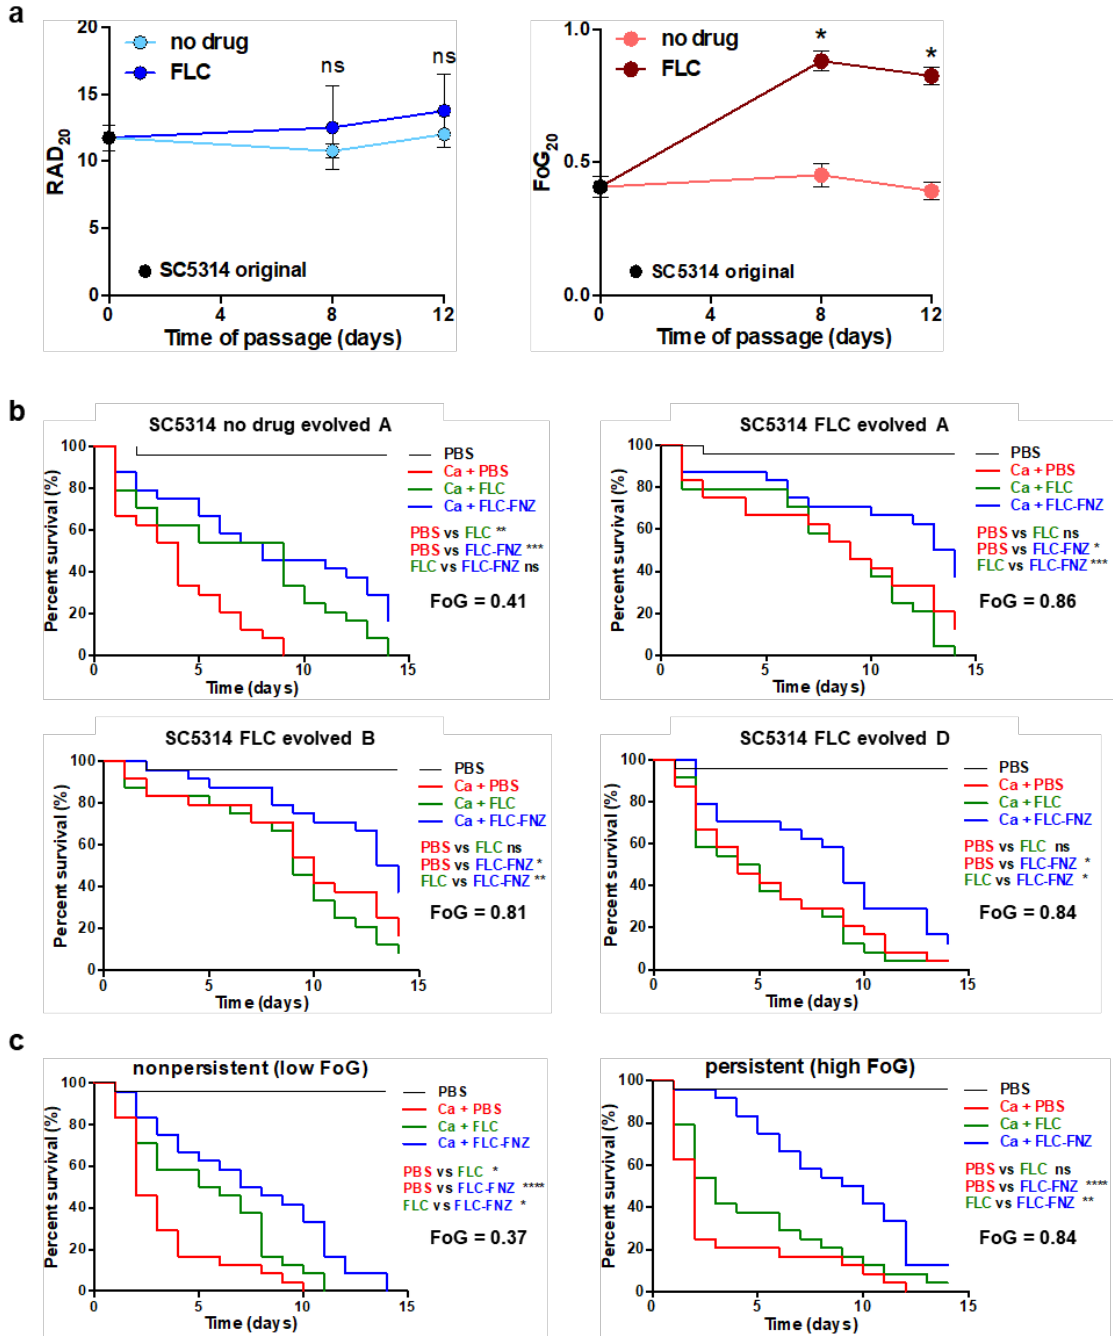 a
20
15
10
5
0
RAD20
no drug
FLC
ns
ns
SC5314 original
0 4 8 12
Time of passage (days)
1.0
0.5
0.0
FoG20
no drug
FLC
*
*
SC5314 original
0 4 8 12
Time of passage (days)
b
SC5314 no drug evolved A
100
80
60
40
20
0
Percent survival (%)
PBS
Ca + PBS
Ca + FLC
Ca + FLC-FNZ
PBS vs FLC **
PBS vs FLC-FNZ ***
FLC vs FLC-FNZ ns
FoG = 0.41
0 5 10 15
Time (days)
SC5314 FLC evolved A
100
80
60
40
20
0
Percent survival (%)
PBS
Ca + PBS
Ca + FLC
Ca + FLC-FNZ
PBS vs FLC ns
PBS vs FLC-FNZ *
FLC vs FLC-FNZ ***
FoG = 0.86
0 5 10 15
Time (days)
SC5314 FLC evolved B
100
80
60
40
20
0
Percent survival (%)
PBS
Ca + PBS
Ca + FLC
Ca + FLC-FNZ
PBS vs FLC ns
PBS vs FLC-FNZ *
FLC vs FLC-FNZ **
FoG = 0.81
0 5 10 15
Time (days)
SC5314 FLC evolved D
100
80
60
40
20
0
Percent survival (%)
PBS
Ca + PBS
Ca + FLC
Ca + FLC-FNZ
PBS vs FLC ns
PBS vs FLC-FNZ *
FLC vs FLC-FNZ *
FoG = 0.84
0 5 10 15
Time (days)
c
nonpersistent (low FoG)
100
80
60
40
20
0
Percent survival (%)
PBS
Ca + PBS
Ca + FLC
Ca + FLC-FNZ
PBS vs FLC *
PBS vs FLC-FNZ ****
FLC vs FLC-FNZ *
FoG = 0.37
0 5 10 15
Time (days)
persistent (high FoG)
100
80
60
40
20
0
Percent survival (%)
PBS
Ca + PBS
Ca + FLC
Ca + FLC-FNZ
PBS vs FLC ns
PBS vs FLC-FNZ ****
FLC vs FLC-FNZ **
FoG = 0.84
0 5 10 15
Time (days)